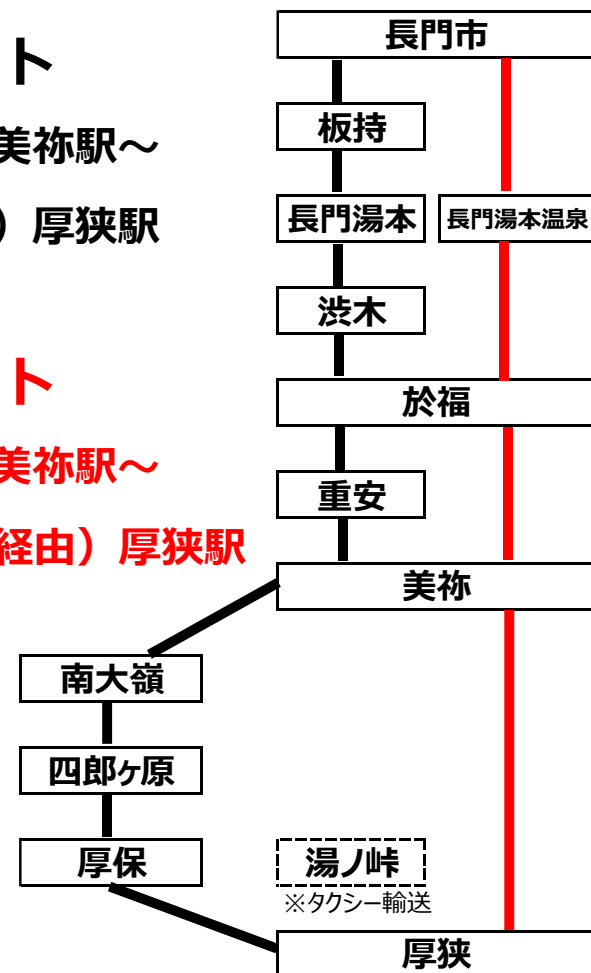 ト
美祢駅～
）厚狭駅
ト
美祢駅～
経由）厚狭駅
長門市
板持
長門湯本
長門湯本温泉
渋木
於福
重安
美祢
南大嶺
四郎ヶ原
厚保
湯ノ峠
※タクシー輸送
厚狭